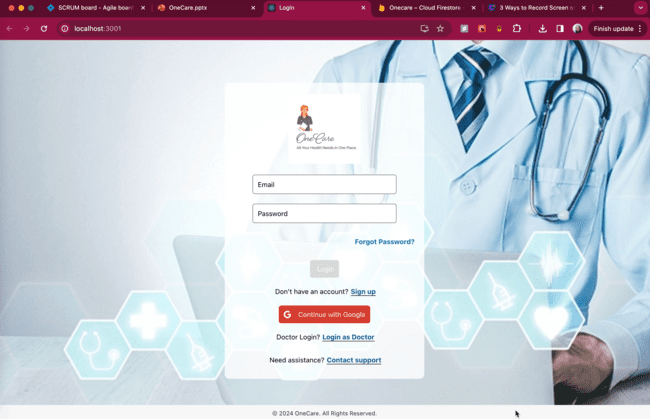 SCRUM board - Agile board
OneCare.pptx
Login
Onecare – Cloud Firestore
3 Ways to Record Screen
localhost:3001
Finish update
OneCare
All Your Health Needs in One Place
Email
Password
Forgot Password?
Login
Don't have an account? Sign up
Continue with Google
Doctor Login? Login as Doctor
Need assistance? Contact support
© 2024 OneCare. All Rights Reserved.